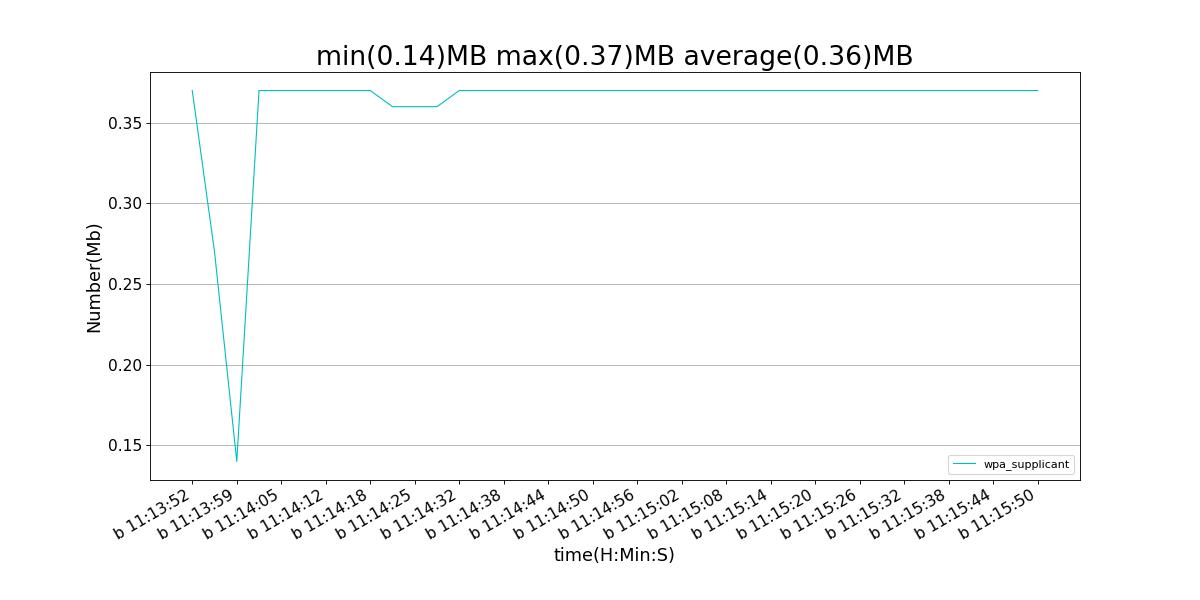 min(0.14)MB max(0.37)MB average(0.36)MB
0.35
0.30
0.25
0.20
0.15
Number(Mb)
wpa_supplicant
b 11:13:52
b 11:13:59
b 11:14:05
b 11:14:12
b 11:14:18
b 11:14:25
b 11:14:32
b 11:14:38
b 11:14:44
b 11:14:50
b 11:14:56
b 11:15:02
b 11:15:08
b 11:15:14
b 11:15:20
b 11:15:26
b 11:15:32
b 11:15:38
b 11:15:44
b 11:15:50
time(H:Min:S)